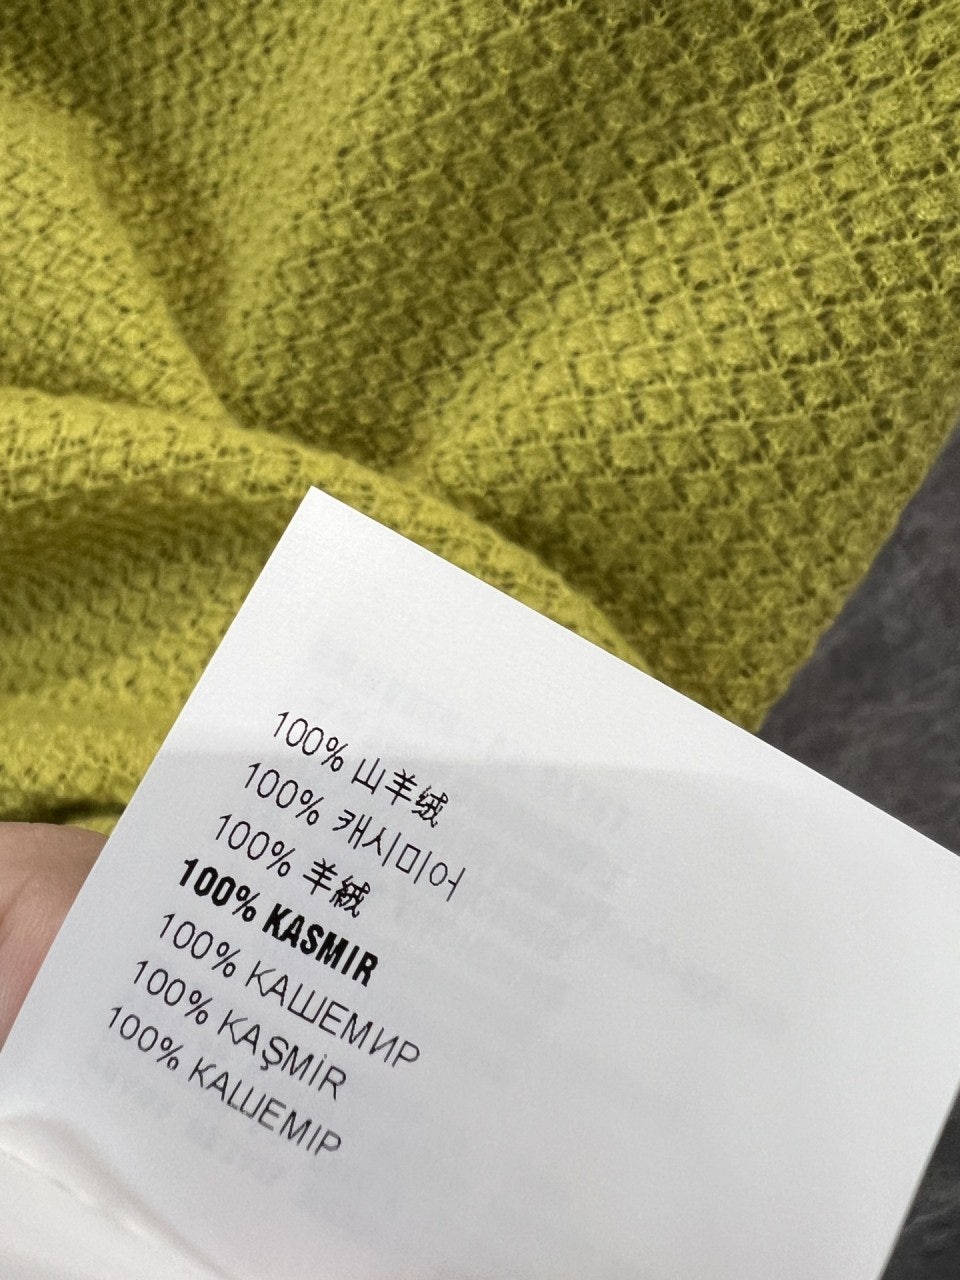 100% 山羊绒
100% 캐시미어
100% 羊絨
100% KASMIR
100% КАШЕМИР
100% KAŞMİR
100% КАШЕМІР